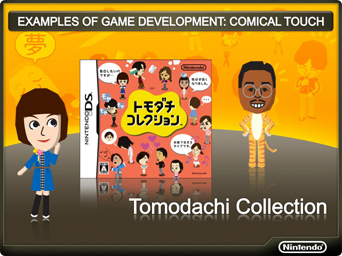 EXAMPLES OF GAME DEVELOPMENT: COMICAL TOUCH
夢
Nintendo
NINTENDO DS
トモダチ
コレクション
Tomodachi Collection
Nintendo